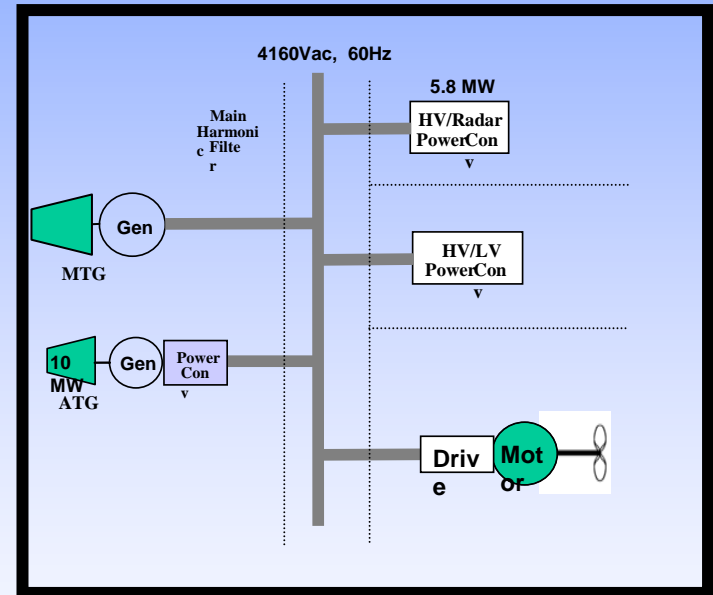 4160Vac, 60Hz
5.8 MW
Main
Harmoni
c Filte
r
HV/Radar
PowerCon
v
Gen
MTG
HV/LV
PowerCon
v
10
MW
ATG
Gen
Power
Con
v
Driv
e
Mot
or